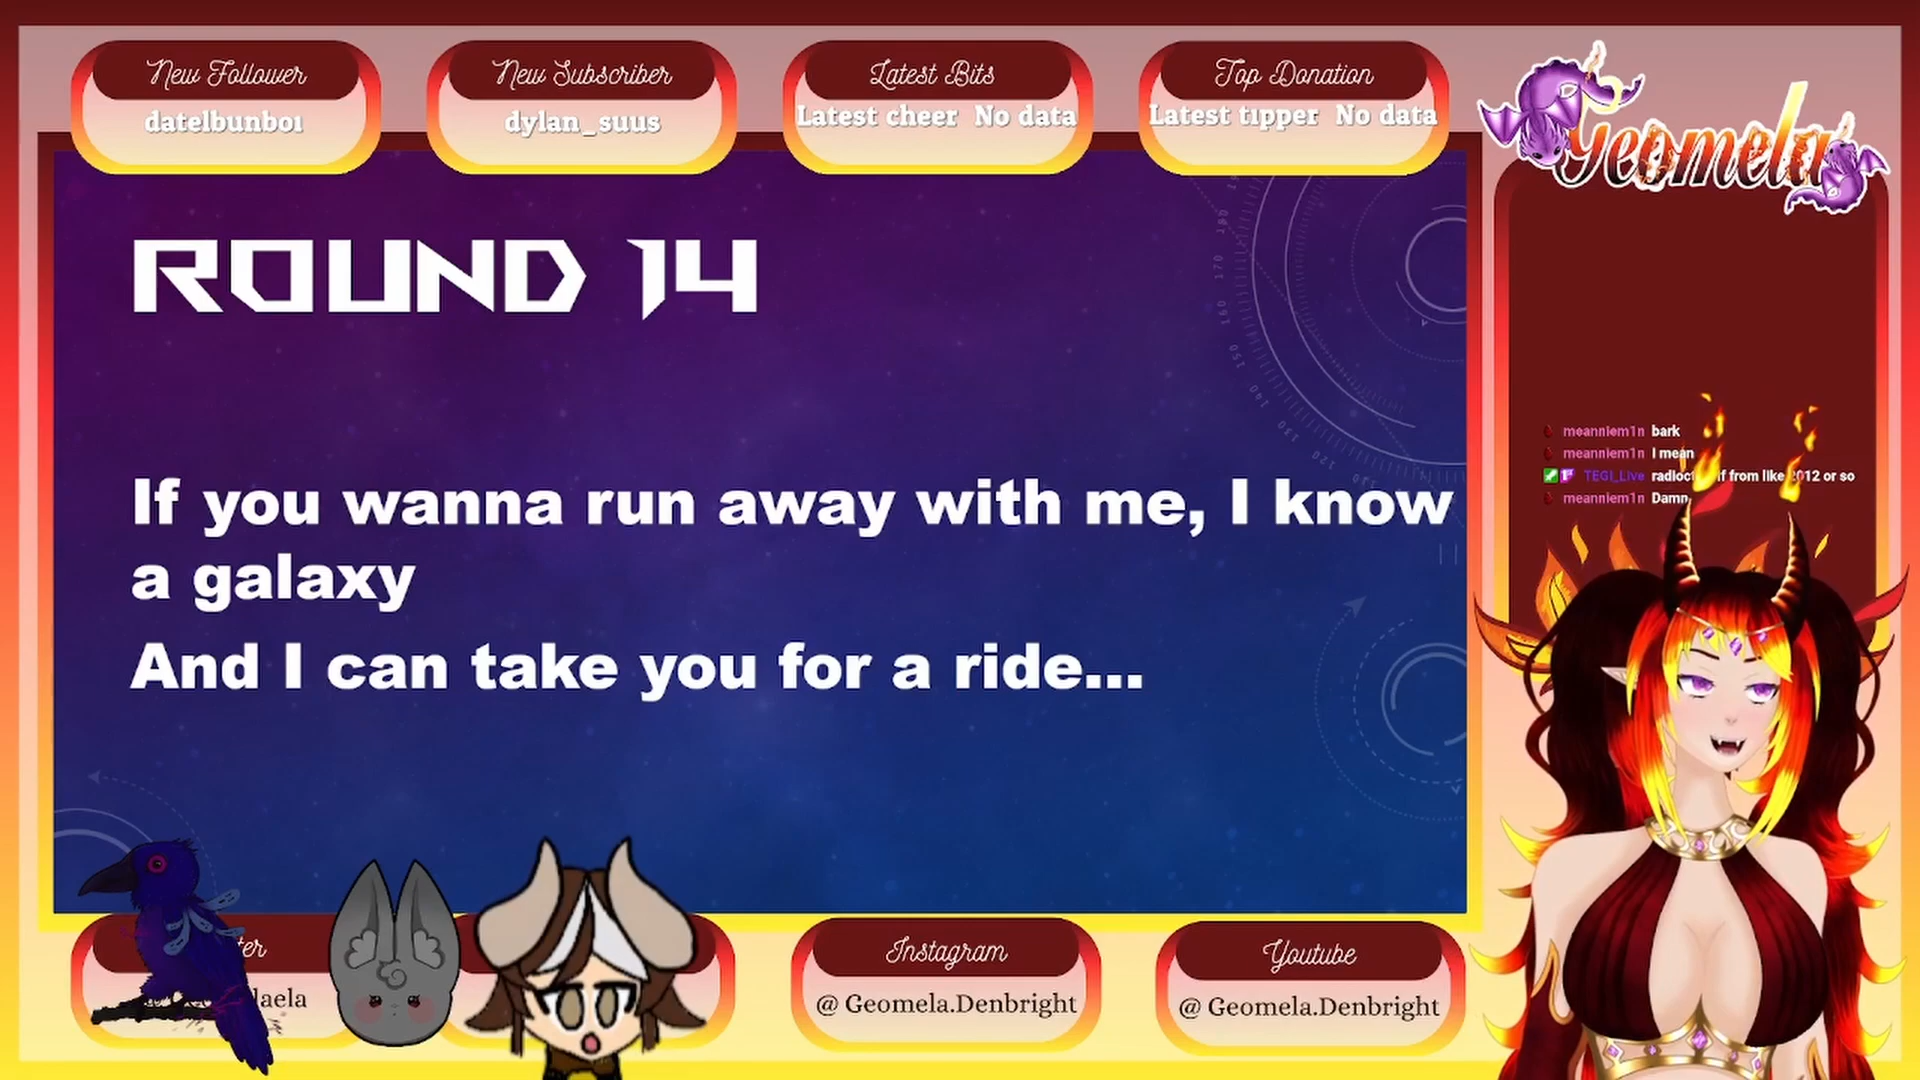 New Follower
datelbunboi
New Subscriber
dylan_suus
Latest Bits
Latest cheer No data
Top Donation
Latest tipper No data
Geomela
ROUND 14
If you wanna run away with me, I know
a galaxy
And I can take you for a ride...
meanniem1n bark
meanniem1n I mean
TEGI_Live from like 2012 or so
meanniem1n Damn
Instagram
@ Geomela.Denbright
Youtube
@ Geomela.Denbright